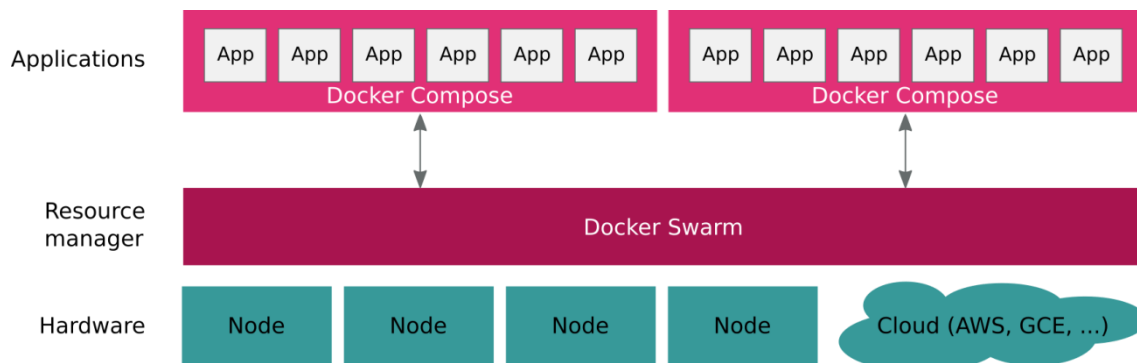 Applications
App App App App App App
Docker Compose
App App App App App App
Docker Compose
Resource
manager
Docker Swarm
Hardware
Node
Node
Node
Node
Cloud (AWS, GCE, ...)